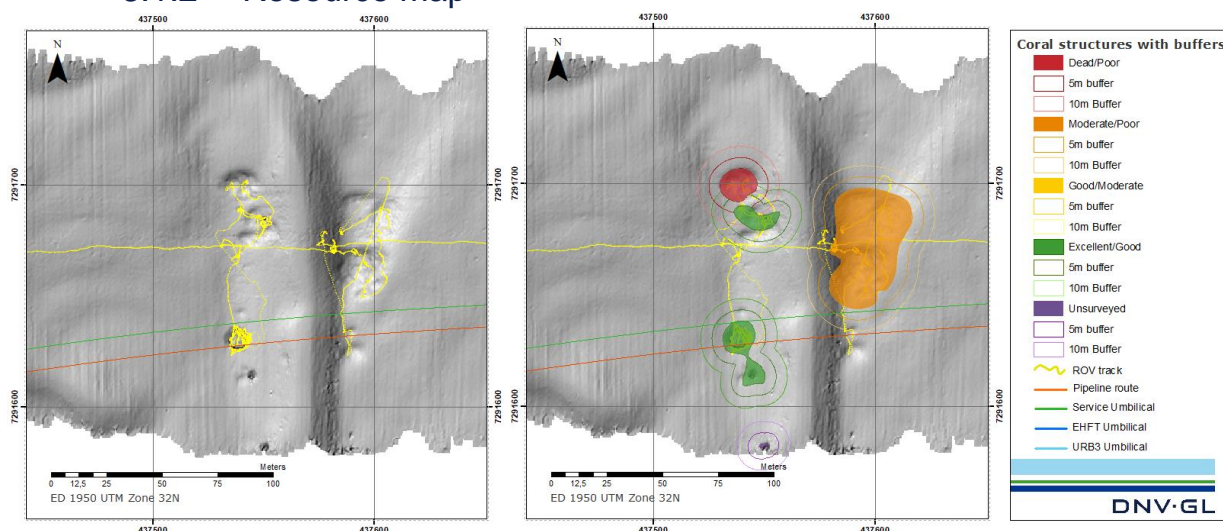 Resource map
437500
437600
437500
437600
N
N
7291700
7291700
7291700
7291700
7291600
7291600
7291600
7291600
Meters
0 12,5 25 50 75 100
ED 1950 UTM Zone 32N
437500
437600
Meters
0 12,5 25 50 75 100
ED 1950 UTM Zone 32N
437500
437600
Coral structures with buffers
Dead/Poor
5m buffer
10m Buffer
Moderate/Poor
5m buffer
10m Buffer
Good/Moderate
5m buffer
10m Buffer
Excellent/Good
5m buffer
10m Buffer
Unsurveyed
5m buffer
10m Buffer
ROV track
Pipeline route
Service Umbilical
EHFT Umbilical
URB3 Umbilical
DNV·GL